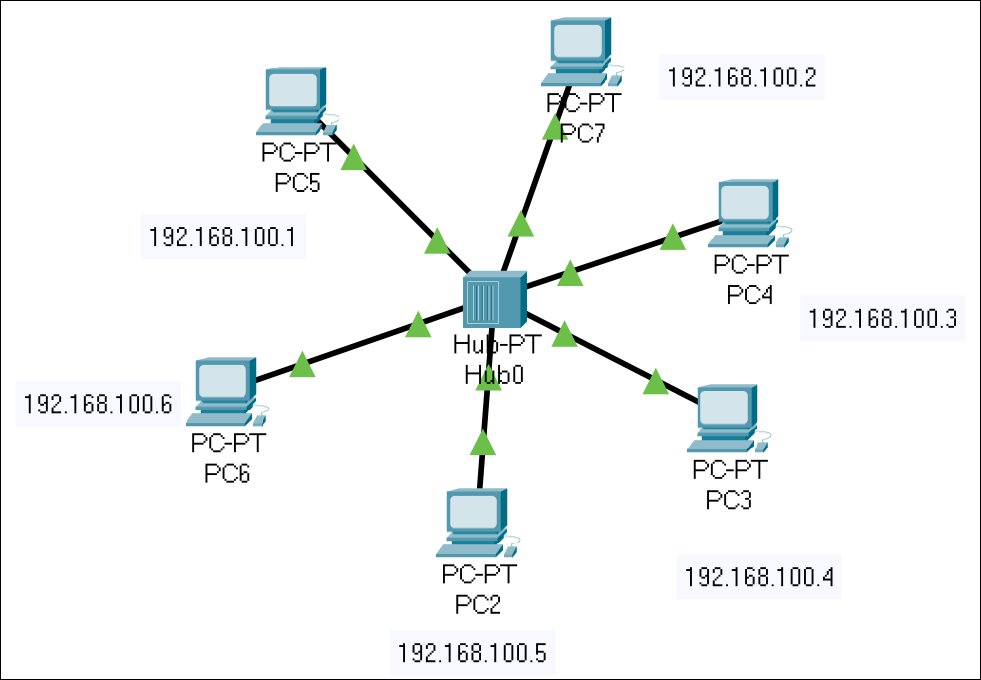 PC-PT
PC7
192.168.100.2
PC-PT
PC5
192.168.100.1
PC-PT
PC4
192.168.100.3
Hub-PT
Hub0
192.168.100.6
PC-PT
PC6
PC-PT
PC3
192.168.100.4
PC-PT
PC2
192.168.100.5